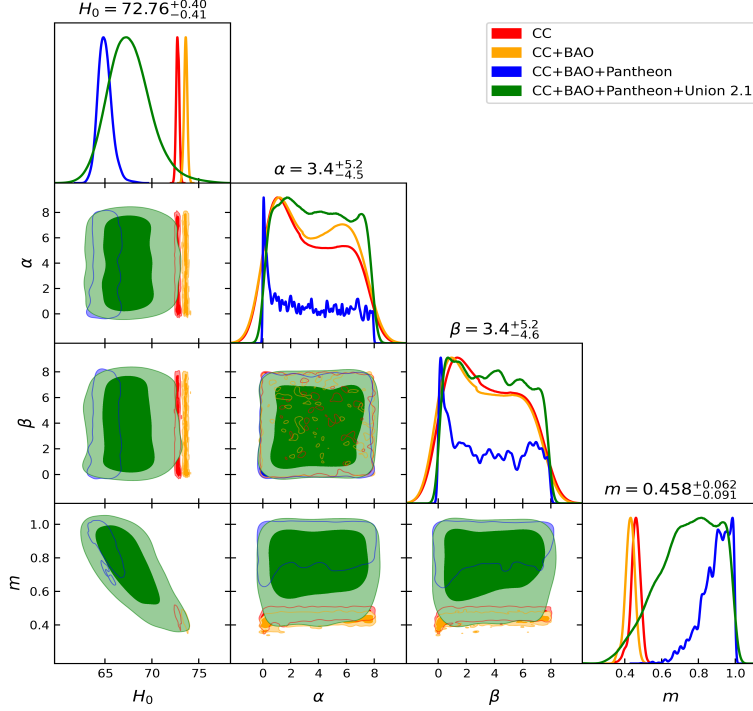 H₀ = 72.76⁺⁰·⁴⁰₋₀.₄₁
CC
CC+BAO
CC+BAO+Pantheon
CC+BAO+Pantheon+Union 2.1
α = 3.4⁺⁵·²₋₄.₅
8
6
4
2
0
α
β = 3.4⁺⁵·²₋₄.₆
8
6
4
2
0
β
m = 0.458⁺⁰·⁰⁶²₋₀.₀₉₁
1.0
0.8
0.6
0.4
m
65 70 75
0 2 4 6 8
0 2 4 6 8
0.4 0.6 0.8 1.0
H₀ α β m